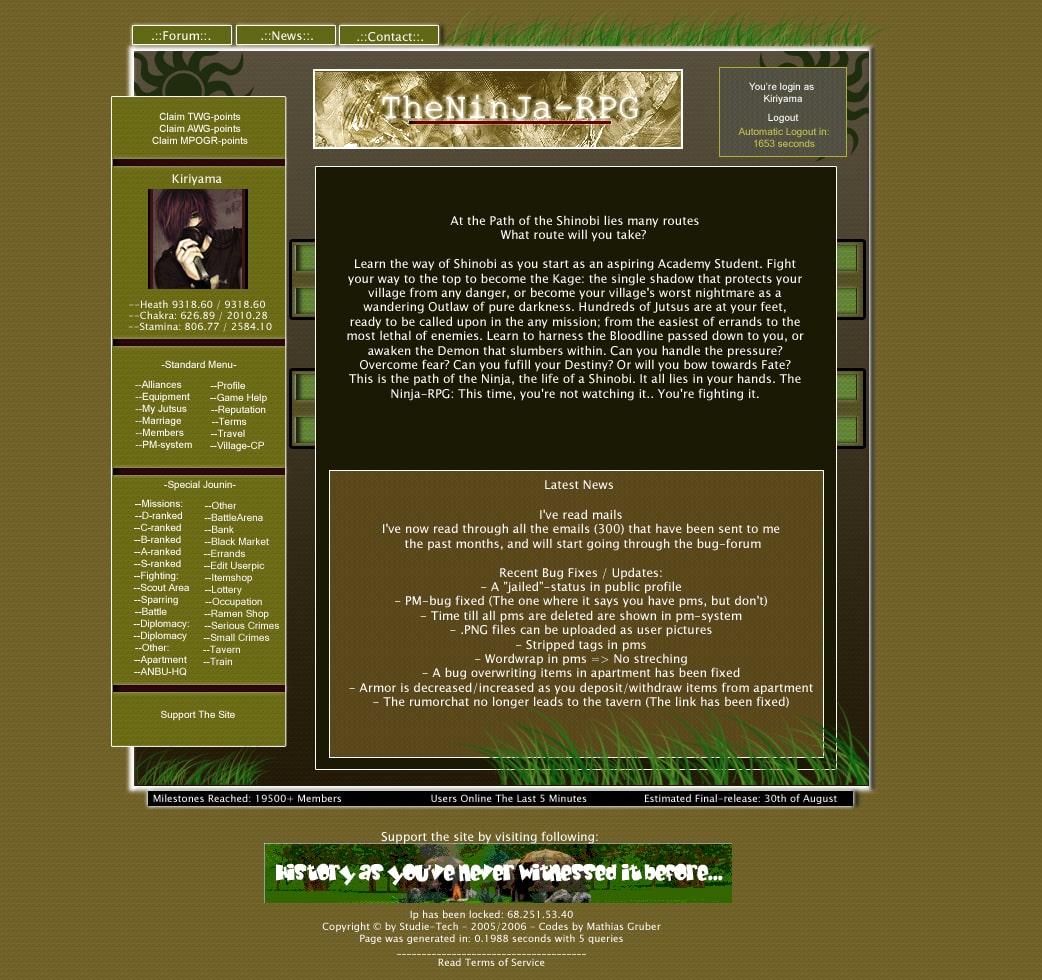 .::Forum::.
.::News::.
.::Contact::.
TheNinJa-RPG
You're login as
Kiriyama
Logout
Automatic Logout in:
1653 seconds
Claim TWG-points
Claim AWG-points
Claim MPOGR-points
Kiriyama
--Heath 9318.60 / 9318.60
--Chakra: 626.89 / 2010.28
--Stamina: 806.77 / 2584.10
-Standard Menu-
--Alliances
--Equipment
--My Jutsus
--Marriage
--Members
--PM-system
--Profile
--Game Help
--Reputation
--Terms
--Travel
--Village-CP
-Special Jounin-
--Missions:
--D-ranked
--C-ranked
--B-ranked
--A-ranked
--S-ranked
--Fighting:
--Scout Area
--Sparring
--Battle
--Diplomacy:
--Diplomacy
--Other:
--Apartment
--ANBU-HQ
--Other
--BattleArena
--Bank
--Black Market
--Errands
--Edit Userpic
--Itemshop
--Lottery
--Occupation
--Ramen Shop
--Serious Crimes
--Small Crimes
--Tavern
--Train
Support The Site
At the Path of the Shinobi lies many routes
What route will you take?
Learn the way of Shinobi as you start as an aspiring Academy Student. Fight
your way to the top to become the Kage: the single shadow that protects your
village from any danger, or become your village's worst nightmare as a
wandering Outlaw of pure darkness. Hundreds of Jutsus are at your feet,
ready to be called upon in the any mission; from the easiest of errands to the
most lethal of enemies. Learn to harness the Bloodline passed down to you, or
awaken the Demon that slumbers within. Can you handle the pressure?
Overcome fear? Can you fufill your Destiny? Or will you bow towards Fate?
This is the path of the Ninja, the life of a Shinobi. It all lies in your hands. The
Ninja-RPG: This time, you're not watching it.. You're fighting it.
Latest News
I've read mails
I've now read through all the emails (300) that have been sent to me
the past months, and will start going through the bug-forum
Recent Bug Fixes / Updates:
- A "jailed"-status in public profile
- PM-bug fixed (The one where it says you have pms, but don't)
- Time till all pms are deleted are shown in pm-system
- .PNG files can be uploaded as user pictures
- Stripped tags in pms
- Wordwrap in pms => No streching
- A bug overwriting items in apartment has been fixed
- Armor is decreased/increased as you deposit/withdraw items from apartment
- The rumorchat no longer leads to the tavern (The link has been fixed)
Milestones Reached: 19500+ Members
Users Online The Last 5 Minutes
Estimated Final-release: 30th of August
Support the site by visiting following:
History as you've never witnessed it before...
Ip has been locked: 68.251.53.40
Copyright © by Studie-Tech - 2005/2006 - Codes by Mathias Gruber
Page was generated in: 0.1988 seconds with 5 queries
______________________________________
Read Terms of Service